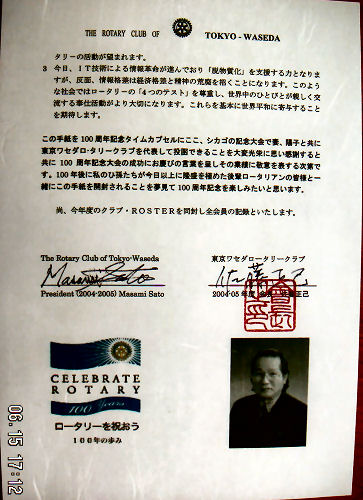 THE ROTARY CLUB OF TOKYO - WASEDA
タリーの活動が望まれます。
3 今日、IT技術による情報革命が進んでおり「脱物質化」を支援する力となりま
すが、反面、情報格差は経済格差と精神の荒廃を招くことになります。このよう
な社会ではロータリーの「4つのテスト」を尊重し、世界中のひとびとが親しく交
流する奉仕活動がより大切になります。これらを基本に世界平和に寄与すること
を期待します。
この手紙を100周年記念タイムカプセルにここ、シカゴの記念大会で妻、陽子と共に
東京ワセダロータリークラブを代表して投函できることを大変光栄に思い感謝すると
共に100周年記念大会の成功にお慶びの言葉を呈しその業績に敬意を表する次第で
す。100年後に私のひ孫たちが今日以上に隆盛を極めた後輩ロータリアンの皆様と一
緒にこの手紙を開封されることを夢見て100周年記念を楽しみたいと思います。
尚、今年度のクラブ・ROSTERを同封し全会員の記録といたします。
The Rotary Club of Tokyo-Waseda
東京ワセダロータリークラブ
Masami Sato
佐藤正己
President (2004-2005) Masami Sato
2004-05年度
正己
CELEBRATE
ROTARY
100 Years
ロータリーを祝おう
100年の歩み
06.15 17:12